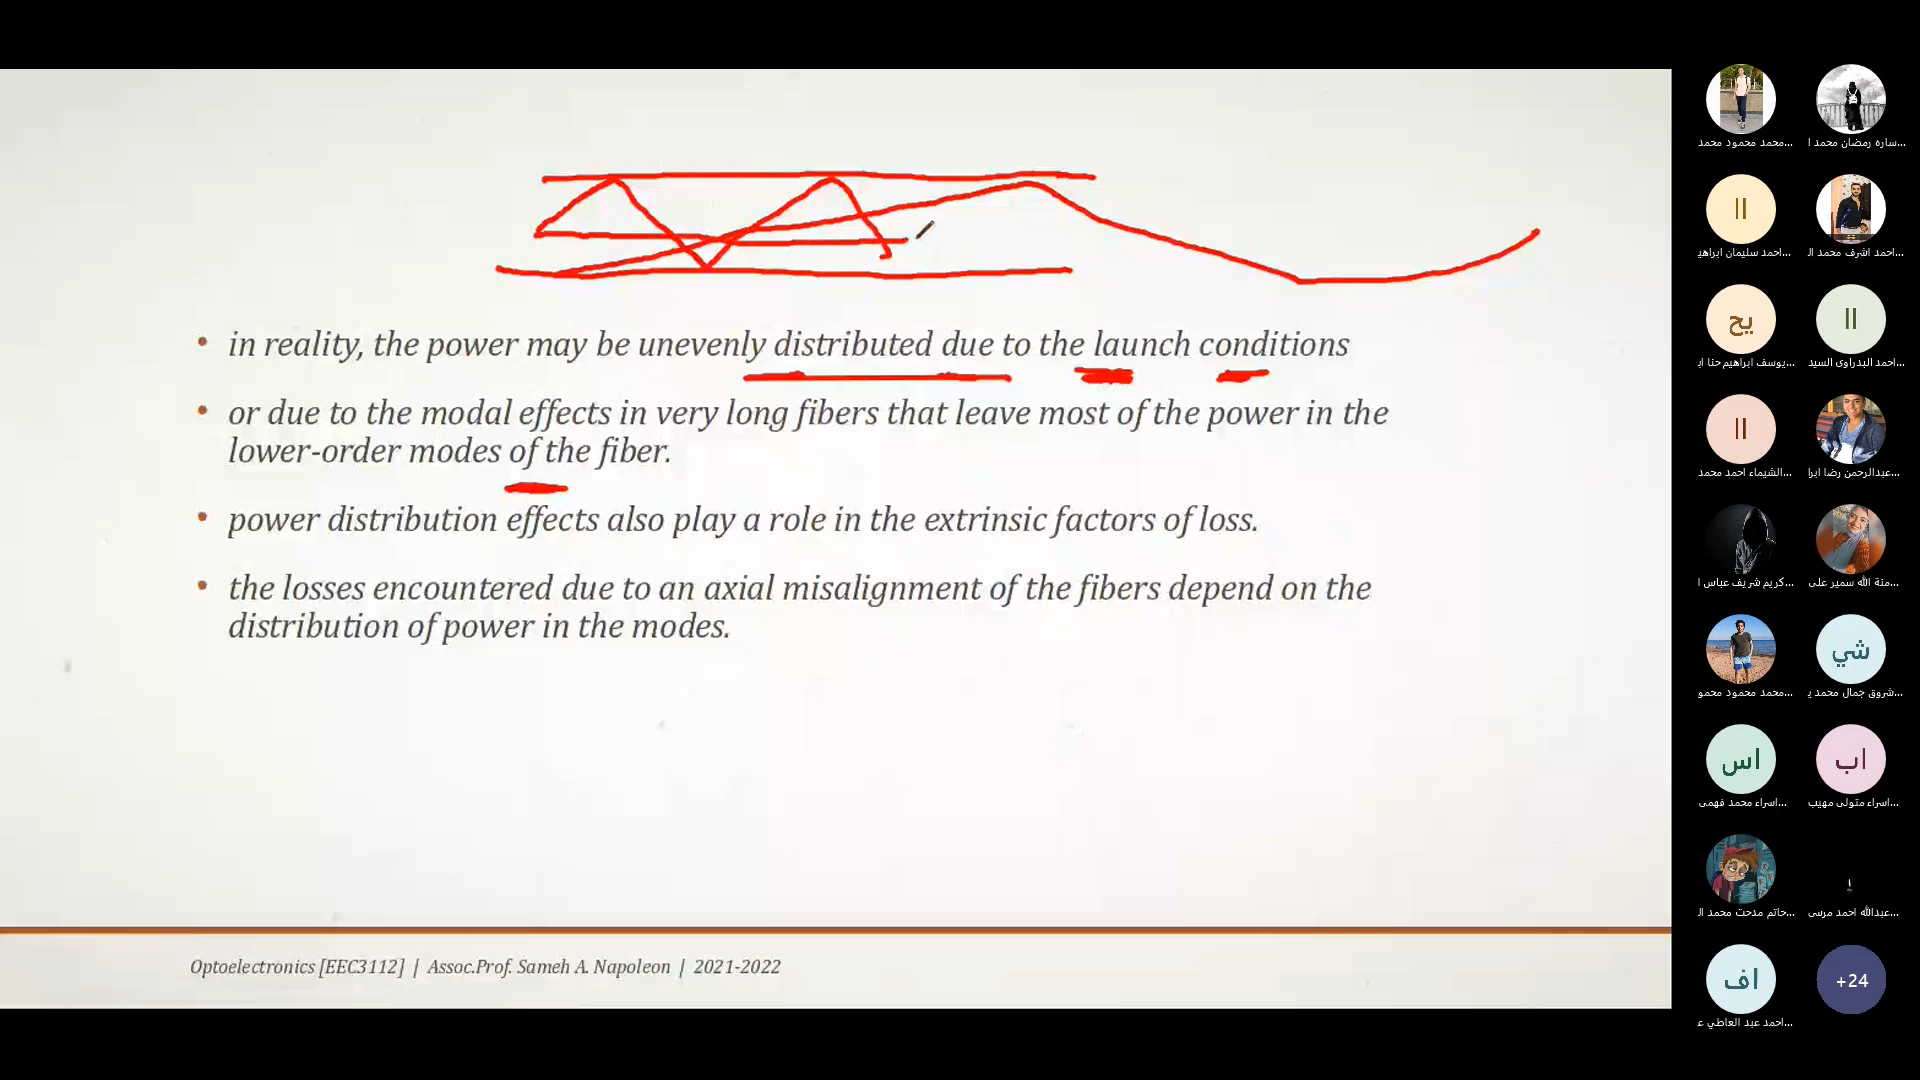 • in reality, the power may be unevenly distributed due to the launch conditions
• or due to the modal effects in very long fibers that leave most of the power in the
lower-order modes of the fiber.
• power distribution effects also play a role in the extrinsic factors of loss.
• the losses encountered due to an axial misalignment of the fibers depend on the
distribution of power in the modes.
Optoelectronics [EEC3112] | Assoc.Prof. Sameh A. Napoleon | 2021-2022
محمد محمود محمد...
ساره رمضان محمد ا...
اا
احمد سليمان ابراهي...
احمد اشرف محمد ال...
يح
يوسف ابراهيم حنا اب...
اا
احمد البدراوى السيد...
اا
الشيماء احمد محمد...
عبدالرحمن رضا ابرا...
كريم شريف عباس ا...
منة الله سمير على...
محمد محمود محمو...
شي
شروق جمال محمد ي...
اس
اسراء محمد فهمى...
اب
اسراء متولى مهيب...
حاتم مدحت محمد ال...
عبدالله احمد مرسى...
اف
احمد عبد العاطي ع...
+24